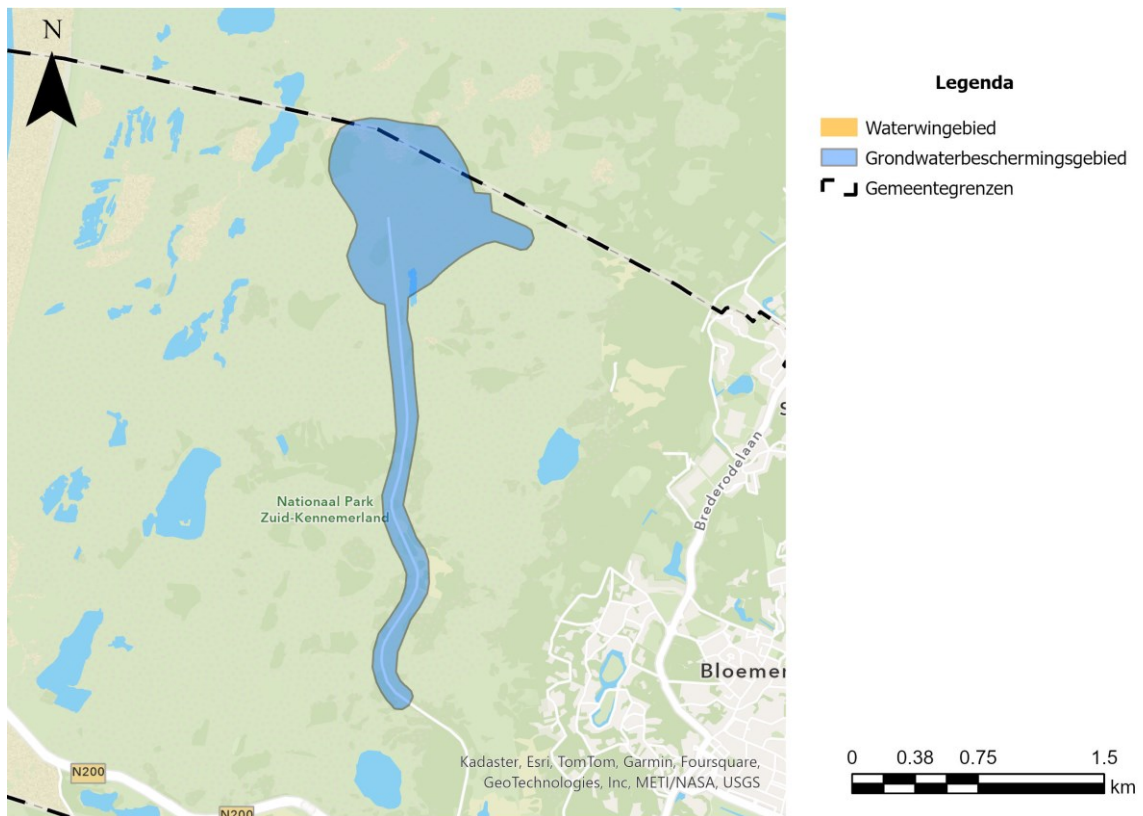 N
Nationaal Park
Zuid-Kennemerland
Brederodelaan
S
Bloemen
N200
N200
Kadaster, Esri, TomTom, Garmin, Foursquare,
GeoTechnologies, Inc, METI/NASA, USGS
Legenda
Waterwingebied
Grondwaterbeschermingsgebied
Gemeentegrenzen
0 0.38 0.75 1.5
km